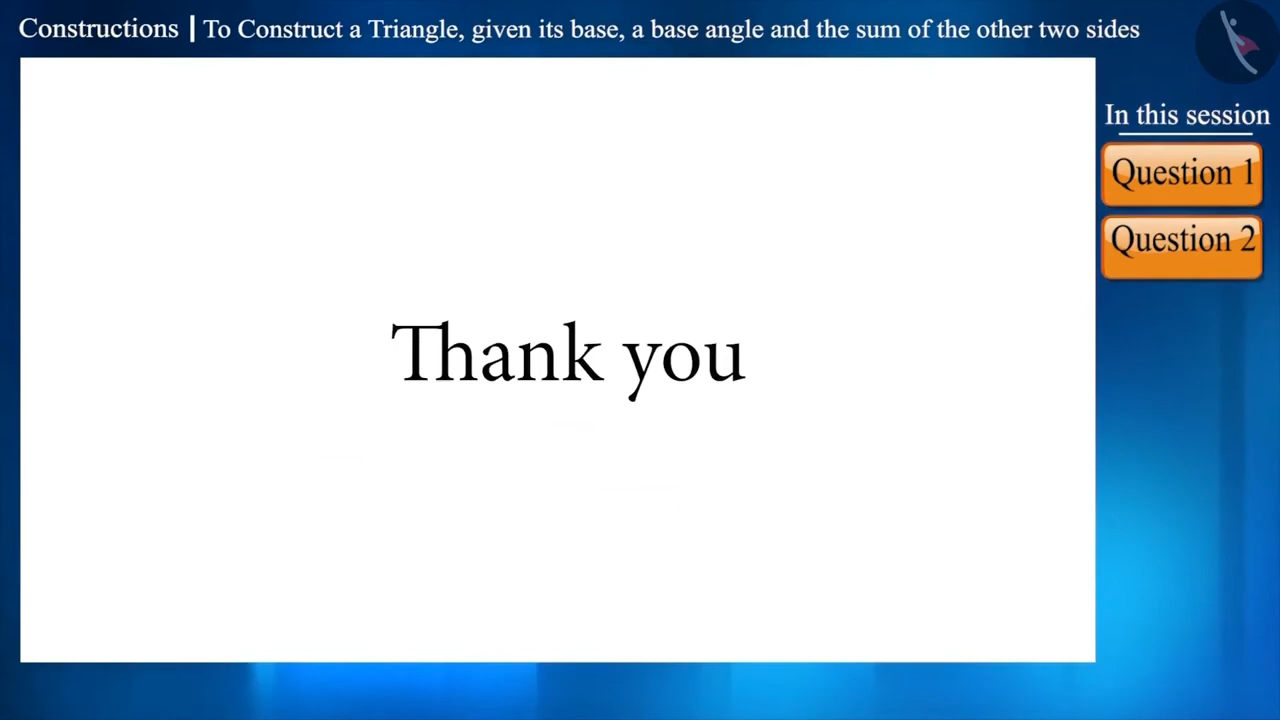 Constructions | To Construct a Triangle, given its base, a base angle and the sum of the other two sides
In this session
Question 1
Question 2
Thank you